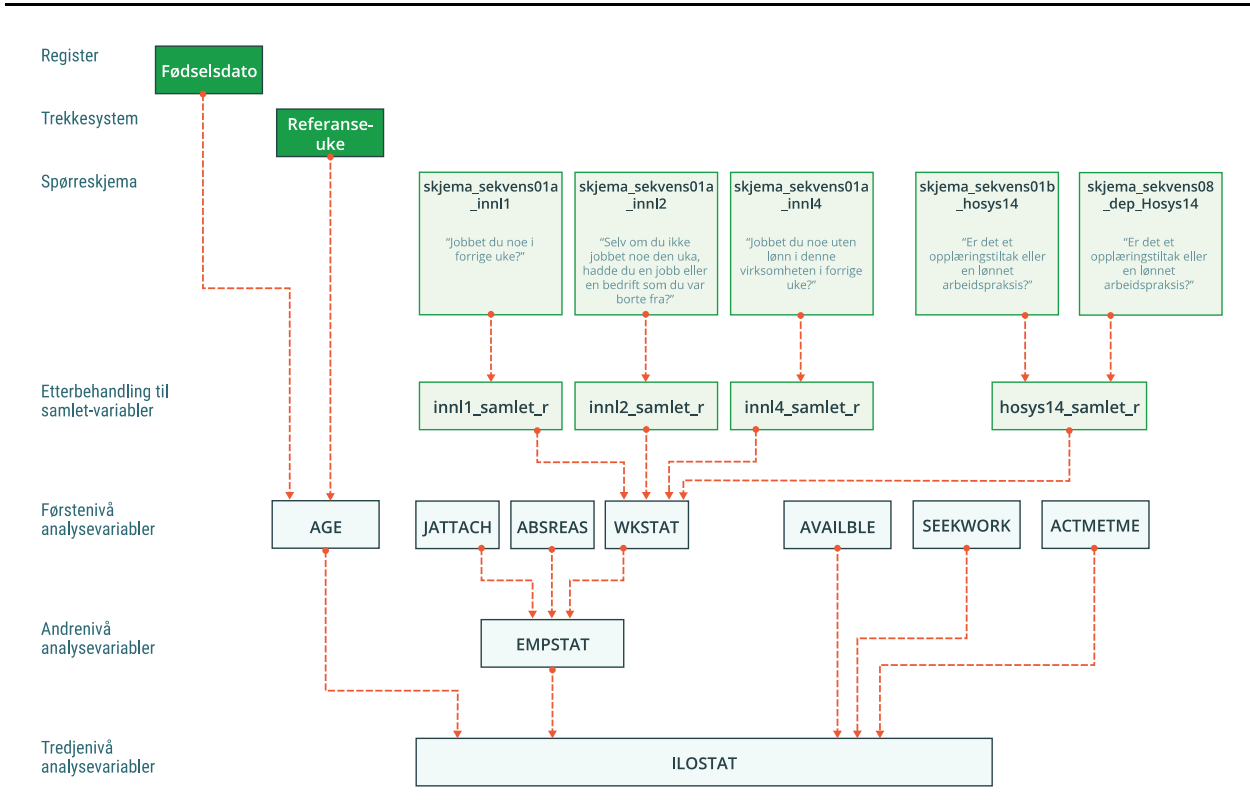 Register
Fødselsdato
Trekkesystem
Referanse-
uke
Spørreskjema
skjema_sekvens01a
_innl1
"Jobbet du noe i
forrige uke?"
skjema_sekvens01a
_innl2
"Selv om du ikke
jobbet noe den uka,
hadde du en jobb eller
en bedrift som du var
borte fra?"
skjema_sekvens01a
_innl4
"Jobbet du noe uten
lønn i denne
virksomheten i forrige
uke?"
skjema_sekvens01b
_hosys14
"Er det et
opplæringstiltak eller
en lønnet
arbeidspraksis?"
skjema_sekvens08
_dep_Hosys14
"Er det et
opplæringstiltak eller
en lønnet
arbeidspraksis?"
Etterbehandling til
samlet-variabler
innl1_samlet_r
innl2_samlet_r
innl4_samlet_r
hosys14_samlet_r
Førstenivå
analysevariabler
AGE
JATTACH
ABSREAS
WKSTAT
AVAILBLE
SEEKWORK
ACTMETME
Andrenivå
analysevariabler
EMPSTAT
Tredjenivå
analysevariabler
ILOSTAT